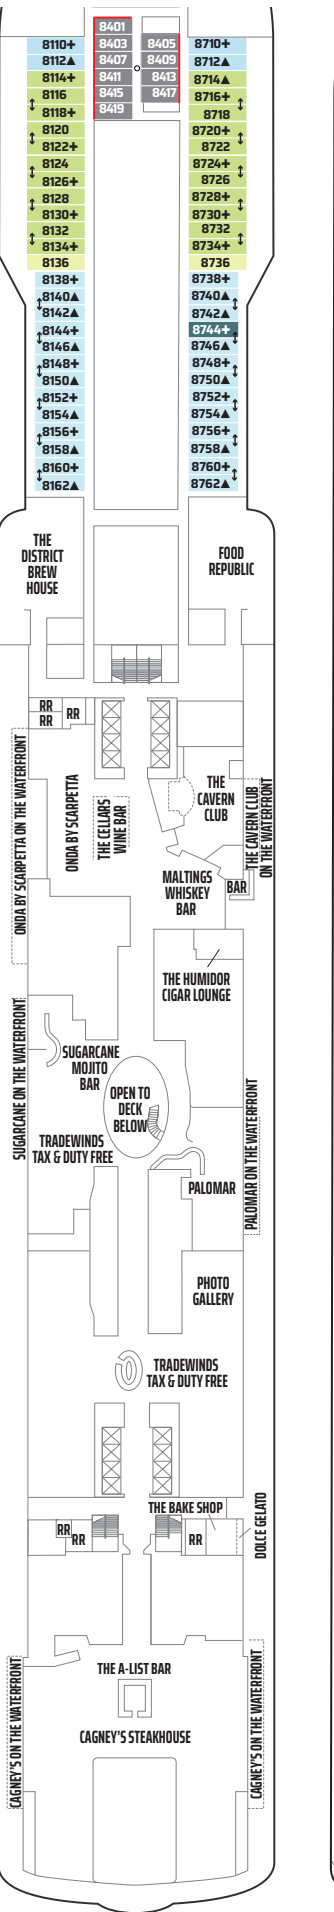 8401
8110+ 8403 8405 8710+
8112▲ 8407 8409 8712▲
8114+ 8411 8413 8714▲
8116 8415 8417 8716+
8118+ 8419 8718
8120 8720+
8122+ 8722
8124 8724+
8126+ 8726
8128 8728+
8130+ 8730+
8132 8732
8134+ 8734+
8136 8736
8138+ 8738+
8140▲ 8740▲
8142▲ 8742▲
8144+ 8744+
8146▲ 8746▲
8148+ 8748+
8150▲ 8750▲
8152+ 8752+
8154▲ 8754▲
8156+ 8756+
8158▲ 8758▲
8160+ 8760+
8162▲ 8762▲
THE
DISTRICT
BREW
HOUSE
FOOD
REPUBLIC
RR
RR
RR
ONDA BY SCARPETTA ON THE WATERFRONT
ONDA BY SCARPETTA
THE CELLARS
WINE BAR
THE
CAVERN
CLUB
THE CAVERN CLUB
ON THE WATERFRONT
MALTINGS
WHISKEY
BAR
BAR
THE HUMIDOR
CIGAR LOUNGE
SUGARCANE ON THE WATERFRONT
SUGARCANE
MOJITO
BAR
OPEN TO
DECK
BELOW
TRADEWINDS
TAX & DUTY FREE
PALOMAR
PALOMAR ON THE WATERFRONT
PHOTO
GALLERY
TRADEWINDS
TAX & DUTY FREE
THE BAKE SHOP
DOLCE GELATO
RR
RR
RR
THE A-LIST BAR
CAGNEY'S STEAKHOUSE
CAGNEY'S ON THE WATERFRONT
CAGNEY'S ON THE WATERFRONT